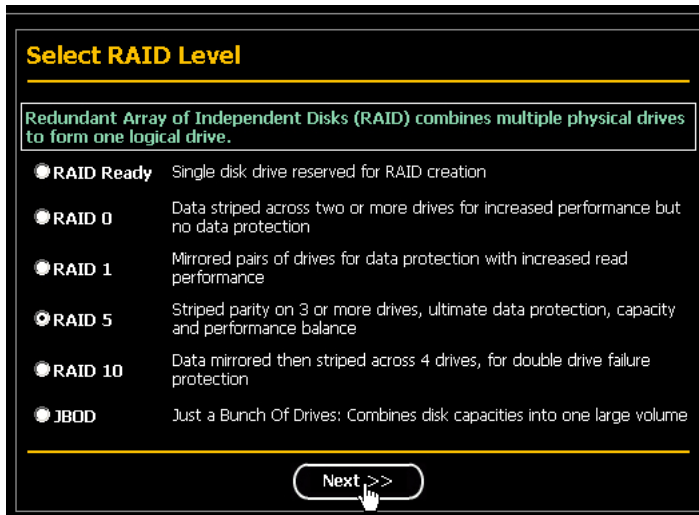 Select RAID Level
Redundant Array of Independent Disks (RAID) combines multiple physical drives
to form one logical drive.
RAID Ready Single disk drive reserved for RAID creation
RAID 0 Data striped across two or more drives for increased performance but
no data protection
RAID 1 Mirrored pairs of drives for data protection with increased read
performance
RAID 5 Striped parity on 3 or more drives, ultimate data protection, capacity
and performance balance
RAID 10 Data mirrored then striped across 4 drives, for double drive failure
protection
JBOD Just a Bunch Of Drives: Combines disk capacities into one large volume
Next >>